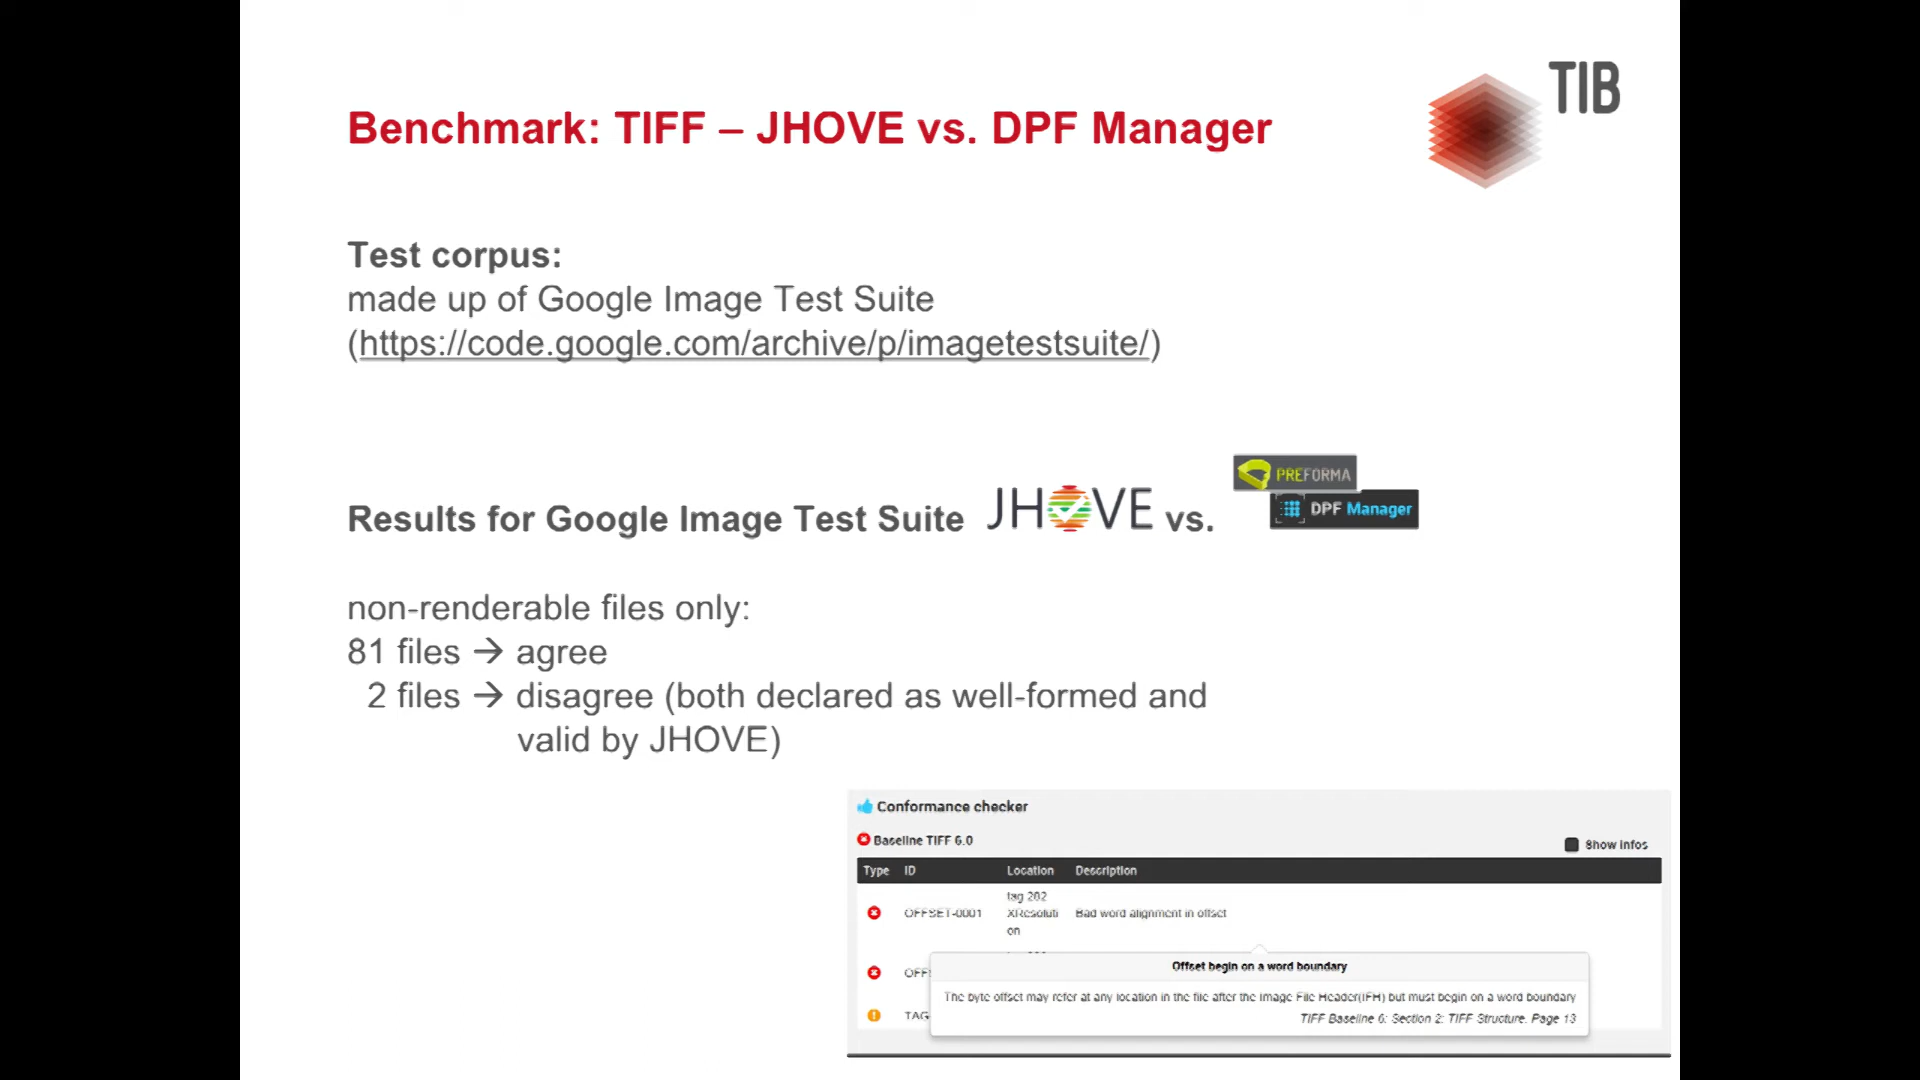 TIB
Benchmark: TIFF – JHOVE vs. DPF Manager
Test corpus:
made up of Google Image Test Suite
(https://code.google.com/archive/p/imagetestsuite/)
PREFORMA
DPF Manager
Results for Google Image Test Suite JHOVE vs.
non-renderable files only:
81 files → agree
2 files → disagree (both declared as well-formed and
valid by JHOVE)
Conformance checker
Baseline TIFF 6.0
Show infos
Type ID Location Description
tag 282
OFFSET-0001 XResoluti Bad word alignment in offset
on
Offset begin on a word boundary
OFF
The byte offset may refer at any location in the file after the Image File Header(IFH) but must begin on a word boundary
TAG
TIFF Baseline 6: Section 2: TIFF Structure. Page 13